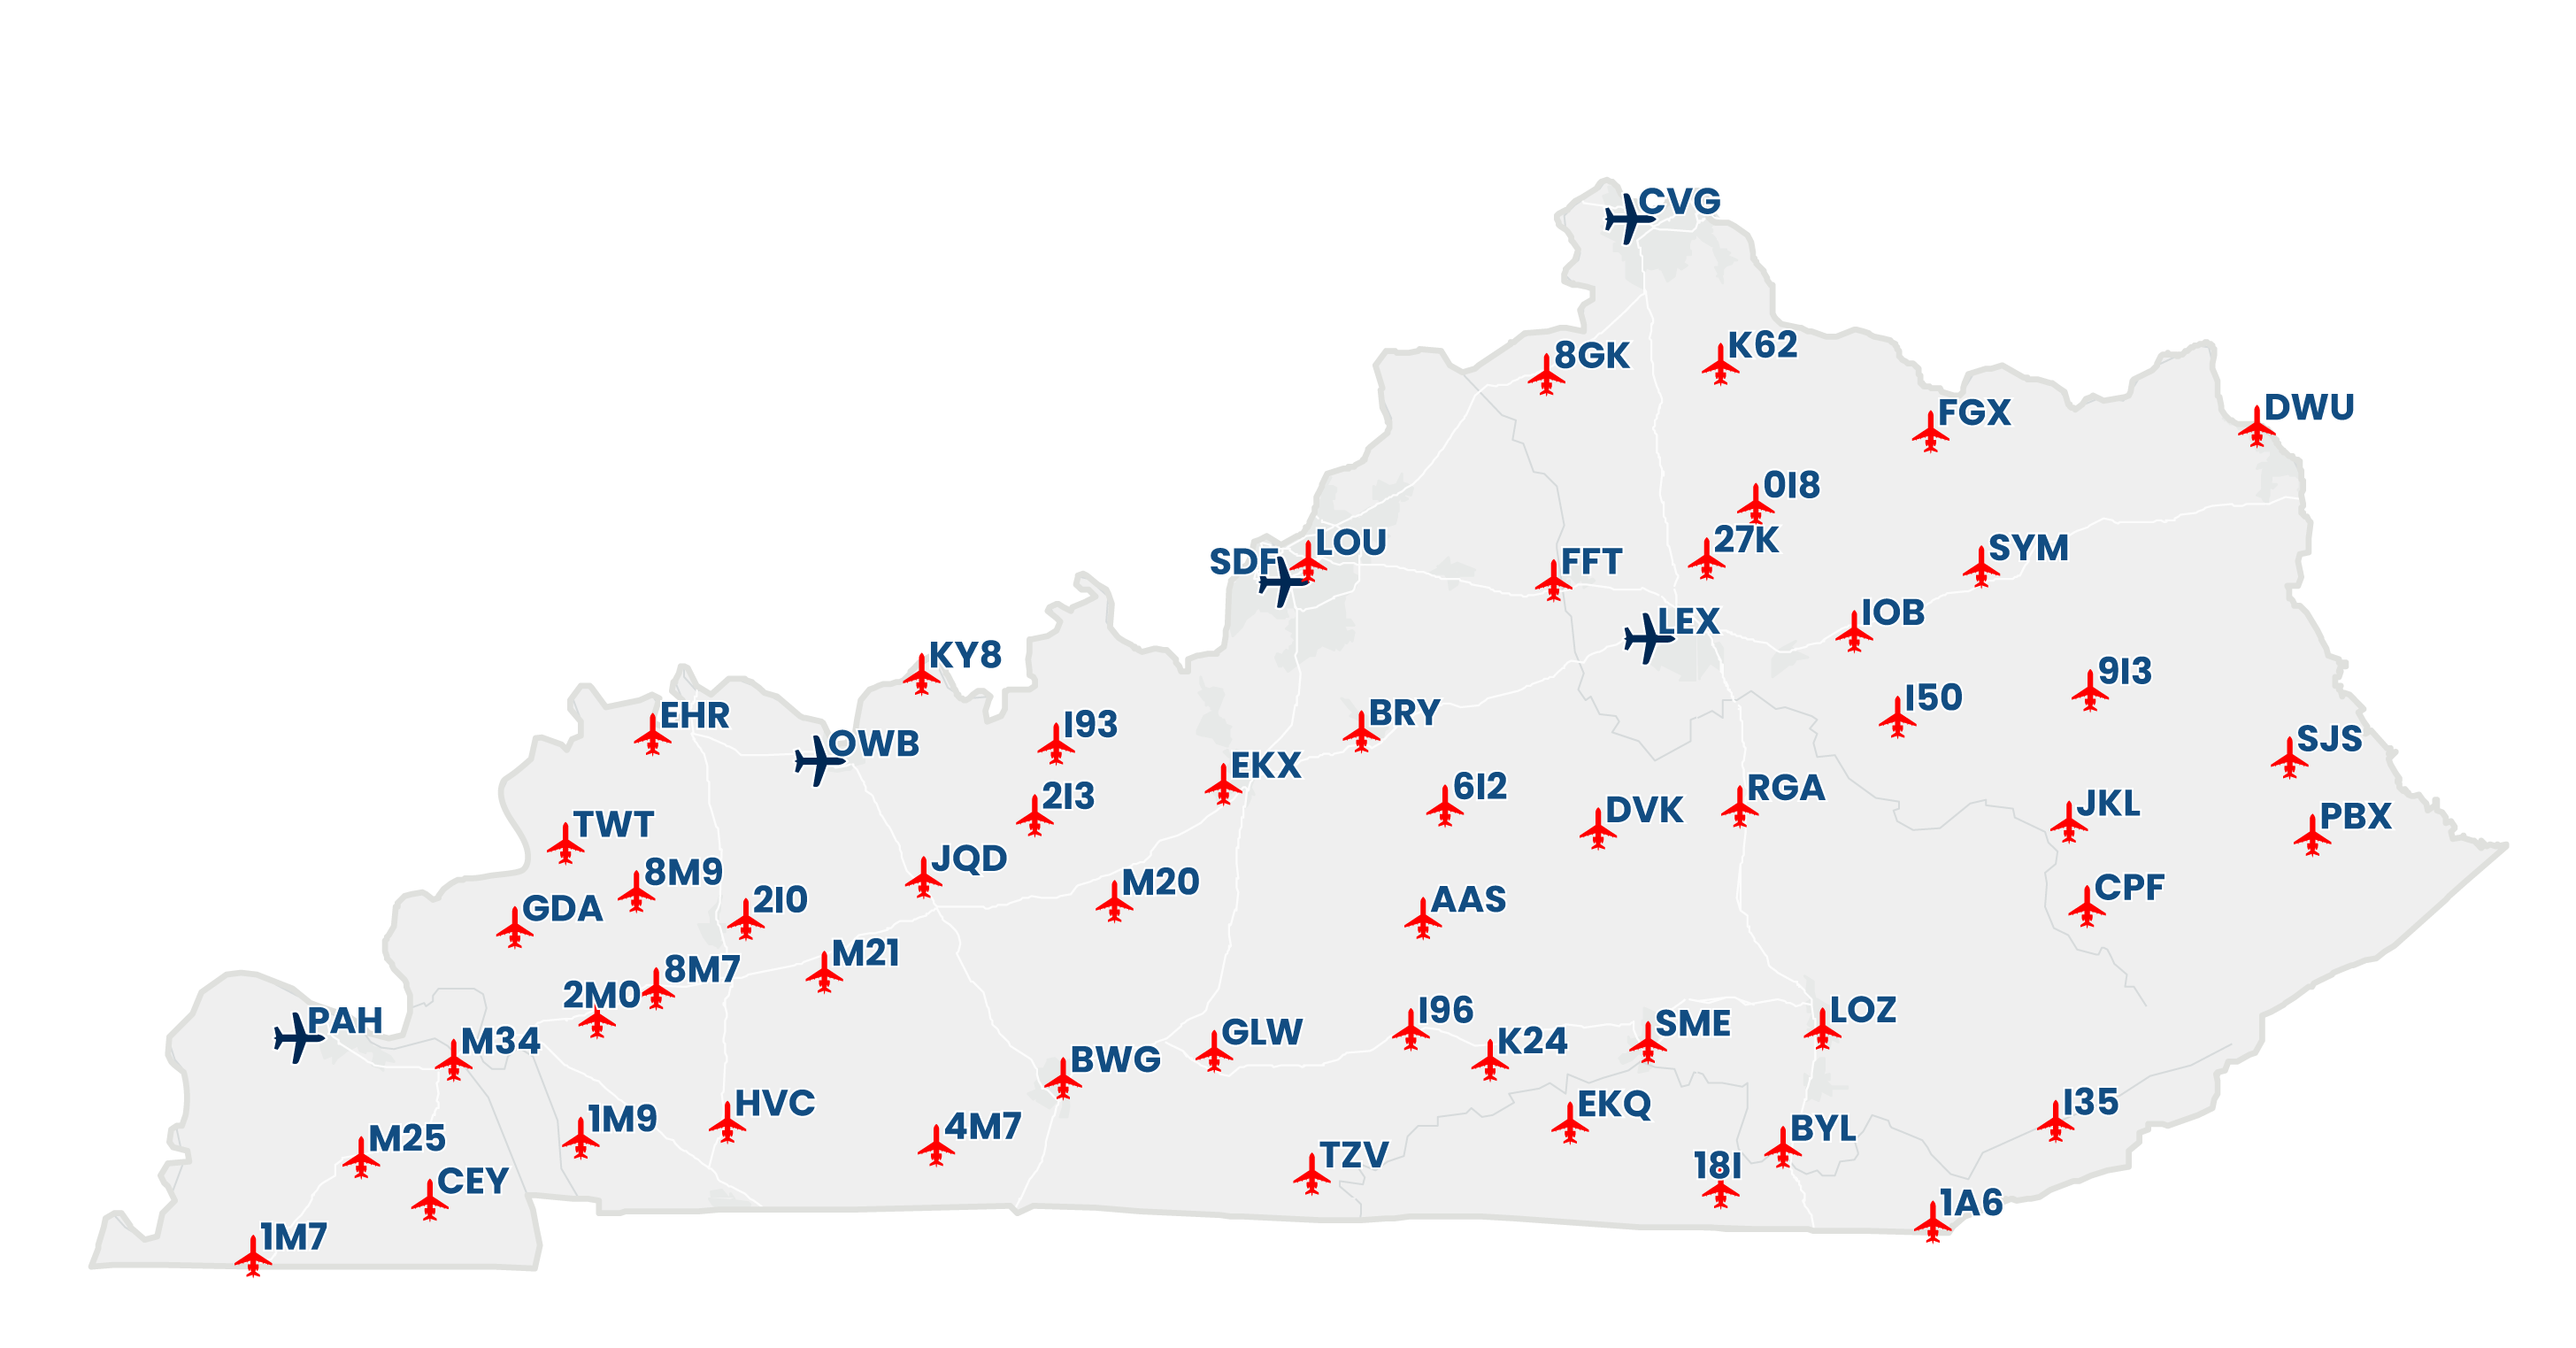 CVG
K62
8GK
DWU
FGX
0I8
27K
LOU
SYM
SDF
FFT
IOB
LEX
KY8
9I3
I50
BRY
EHR
I93
SJS
OWB
EKX
6I2
RGA
2I3
JKL
DVK
PBX
TWT
JQD
8M9
M20
CPF
2I0
AAS
GDA
M21
8M7
2M0
I96
LOZ
PAH
SME
GLW
M34
K24
BWG
I35
HVC
EKQ
1M9
4M7
BYL
M25
TZV
18I
CEY
1A6
1M7